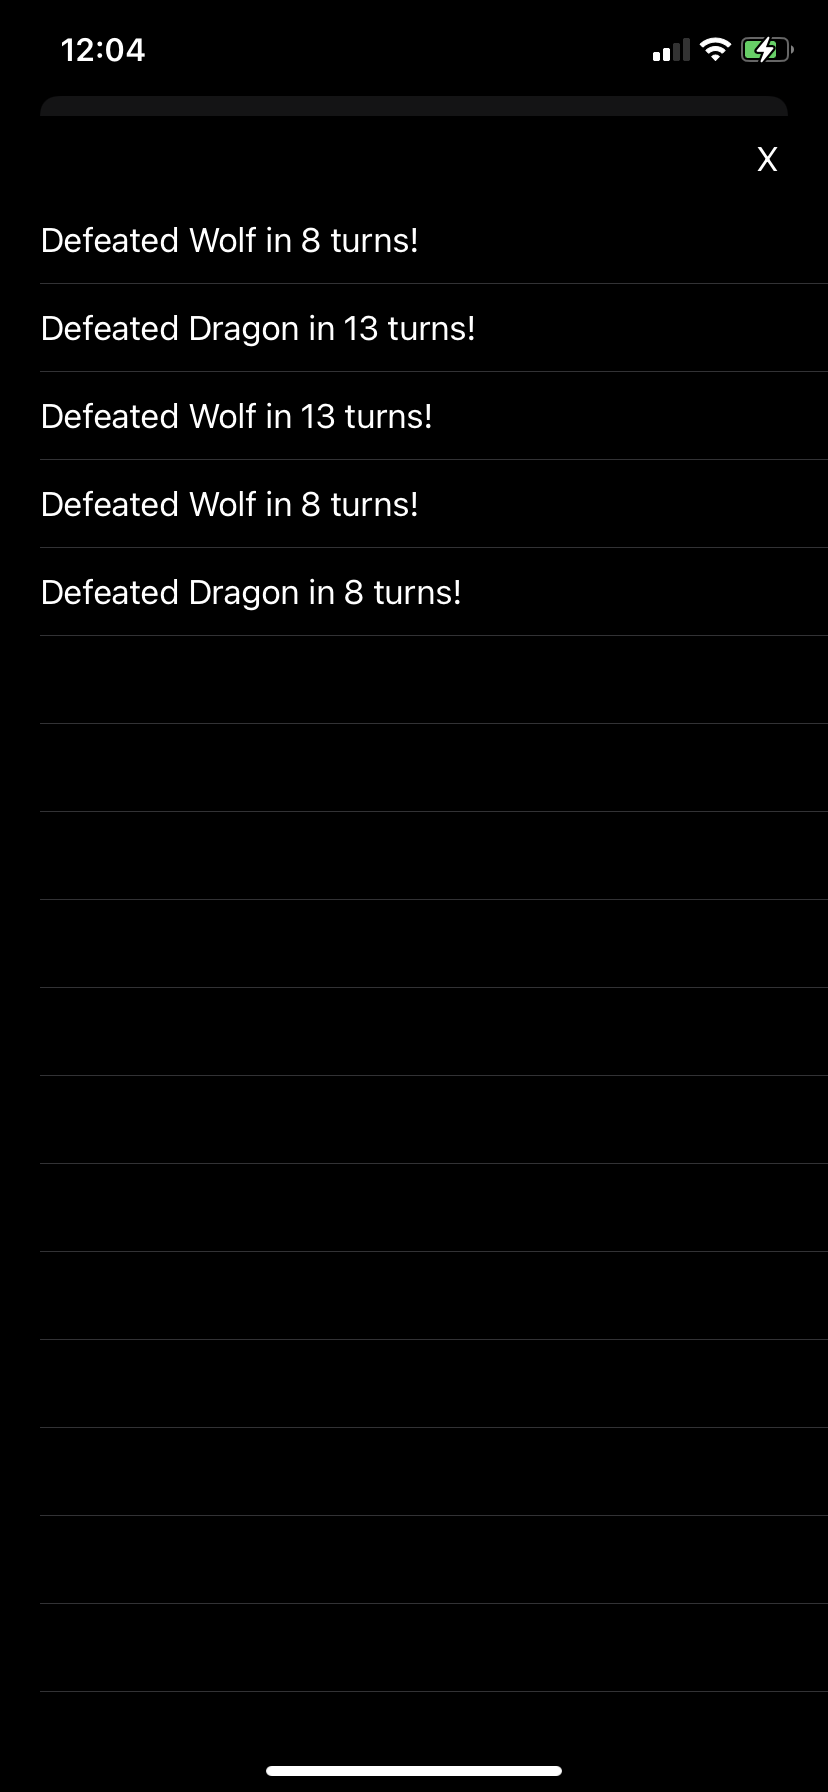 12:04
X
Defeated Wolf in 8 turns!
Defeated Dragon in 13 turns!
Defeated Wolf in 13 turns!
Defeated Wolf in 8 turns!
Defeated Dragon in 8 turns!